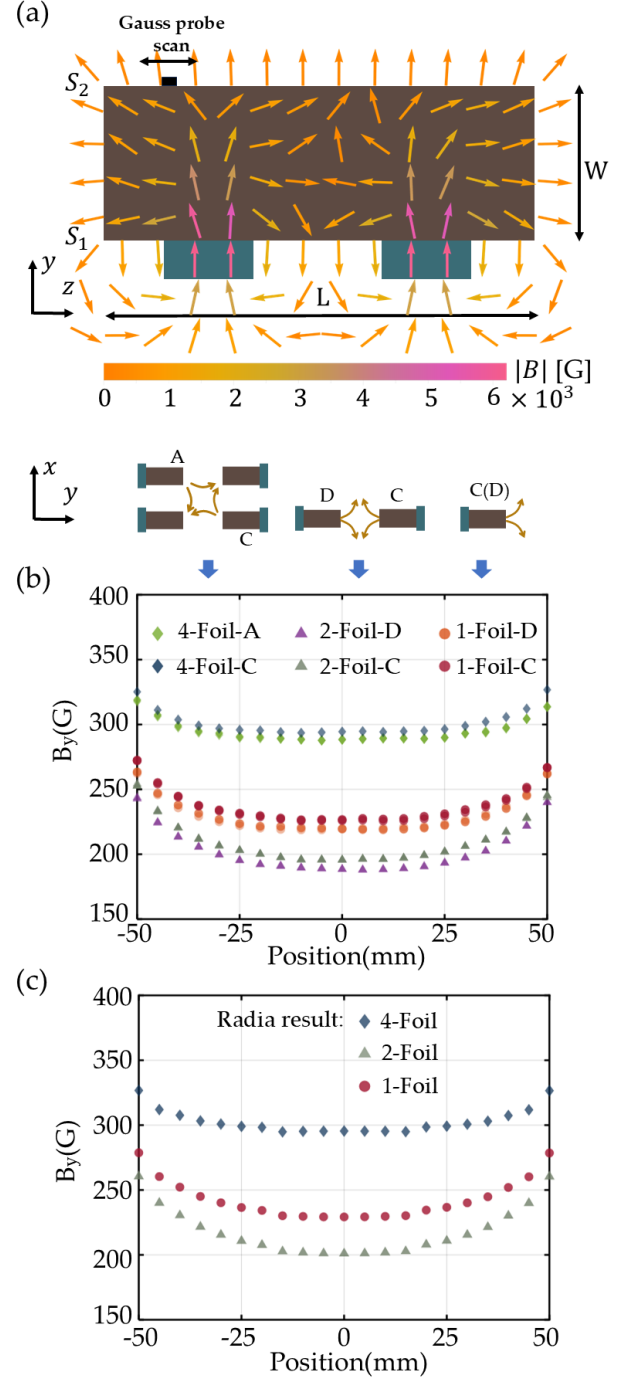 (a)
Gauss probe
scan
S₂
W
S₁
y
z
L
|B| [G]
0 1 2 3 4 5 6 × 10³
x
y
A
C
D C
C(D)
(b)
400
350
300
250
200
150
B_y(G)
4-Foil-A 2-Foil-D 1-Foil-D
4-Foil-C 2-Foil-C 1-Foil-C
-50 -25 0 25 50
Position(mm)
(c)
400
350
300
250
200
150
B_y(G)
Radia result: 4-Foil
2-Foil
1-Foil
-50 -25 0 25 50
Position(mm)